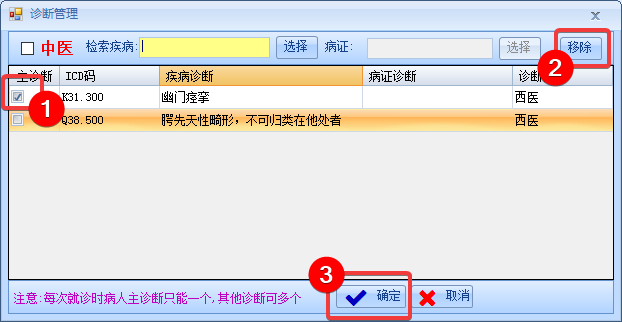 诊断管理
中医 检索疾病: 选择 病证: 选择 移除
2
主诊断 ICD码 疾病诊断 病证诊断 诊断
1
K31.300 幽门痉挛 西医
Q38.500 腭先天性畸形，不可归类在他处者 西医
3
注意:每次就诊时病人主诊断只能一个,其他诊断可多个 确定 取消